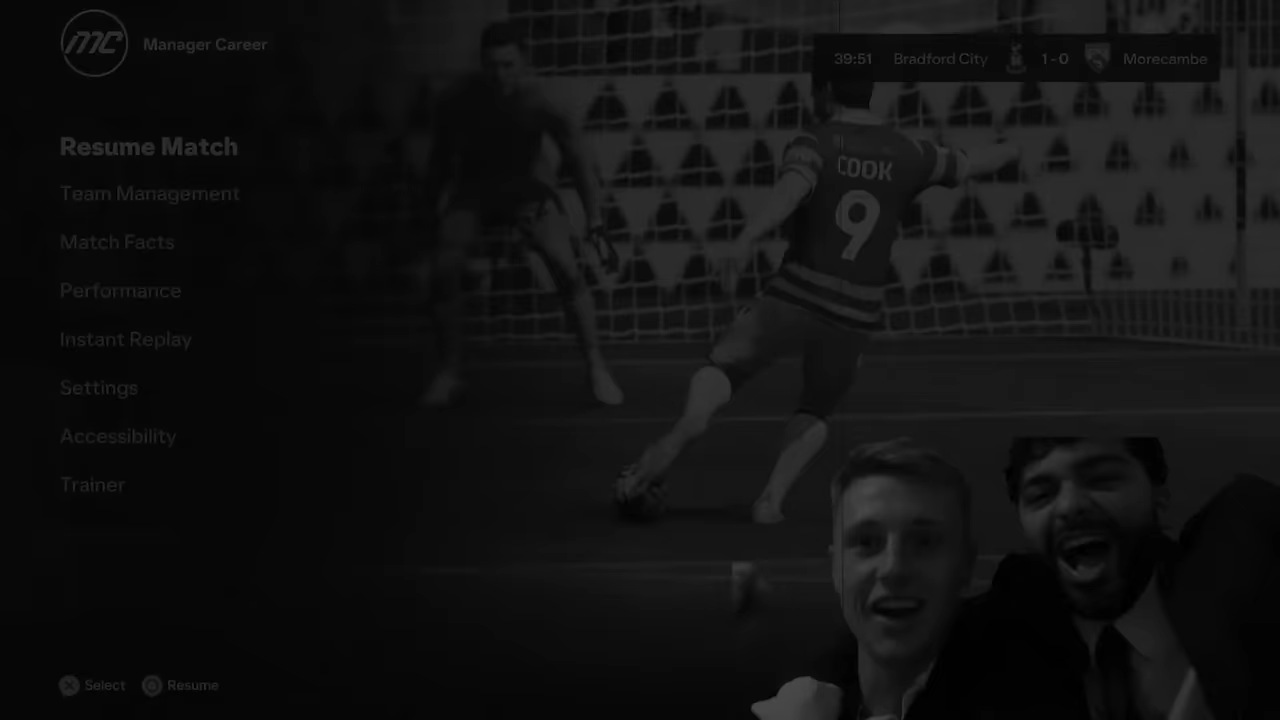 MC Manager Career
39:51 Bradford City 1-0 Morecambe
COOK
9
Resume Match
Team Management
Match Facts
Performance
Instant Replay
Settings
Accessibility
Trainer
Select Resume